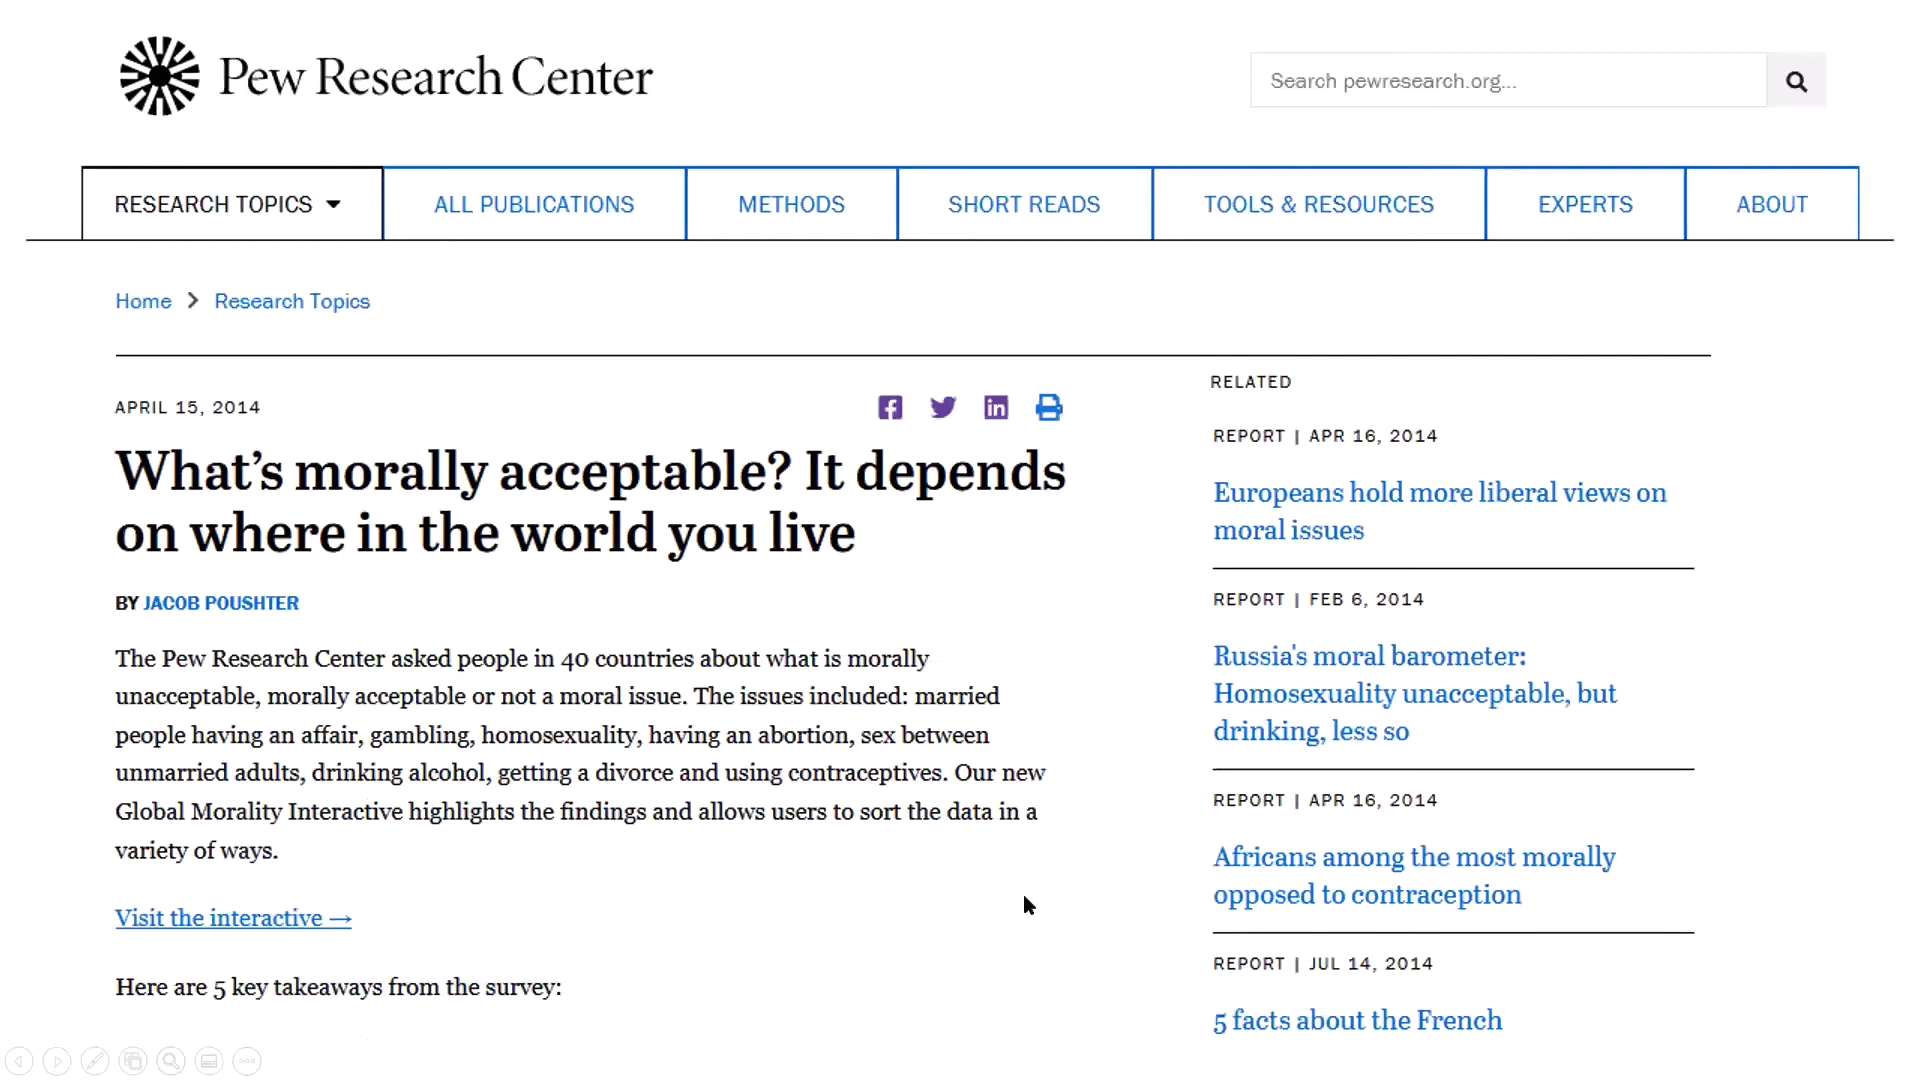 Pew Research Center
Search pewresearch.org...
RESEARCH TOPICS
ALL PUBLICATIONS
METHODS
SHORT READS
TOOLS & RESOURCES
EXPERTS
ABOUT
Home
Research Topics
APRIL 15, 2014
What’s morally acceptable? It depends
on where in the world you live
BY JACOB POUSHTER
The Pew Research Center asked people in 40 countries about what is morally
unacceptable, morally acceptable or not a moral issue. The issues included: married
people having an affair, gambling, homosexuality, having an abortion, sex between
unmarried adults, drinking alcohol, getting a divorce and using contraceptives. Our new
Global Morality Interactive highlights the findings and allows users to sort the data in a
variety of ways.
Visit the interactive →
Here are 5 key takeaways from the survey:
RELATED
REPORT | APR 16, 2014
Europeans hold more liberal views on
moral issues
REPORT | FEB 6, 2014
Russia's moral barometer:
Homosexuality unacceptable, but
drinking, less so
REPORT | APR 16, 2014
Africans among the most morally
opposed to contraception
REPORT | JUL 14, 2014
5 facts about the French